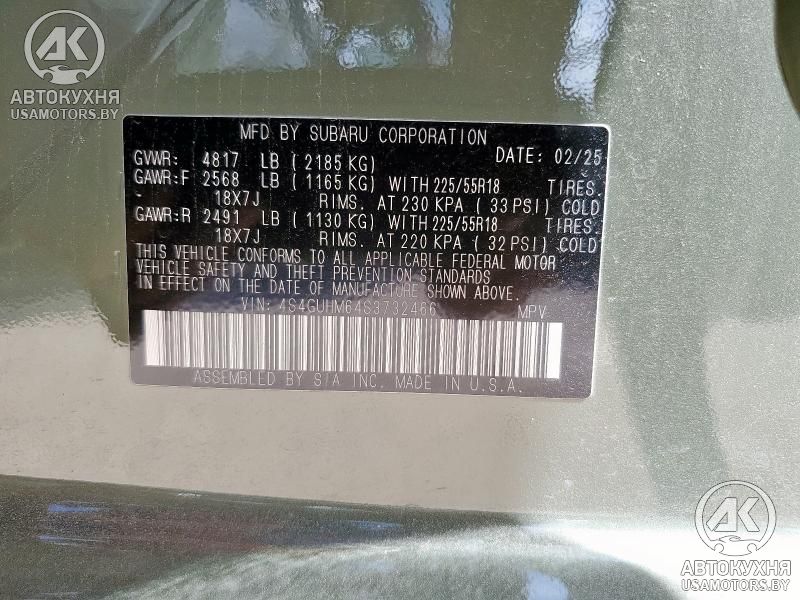 AK
АВТОКУХНЯ
USAMOTORS.BY
MFD BY SUBARU CORPORATION
GVWR: 4817 LB ( 2185 KG) DATE: 02/25
GAWR:F 2568 LB ( 1165 KG) WITH 225/55R18 TIRES.
18X7J RIMS. AT 230 KPA ( 33 PSI) COLD
GAWR:R 2491 LB ( 1130 KG) WITH 225/55R18 TIRES.
18X7J RIMS. AT 220 KPA ( 32 PSI) COLD
THIS VEHICLE CONFORMS TO ALL APPLICABLE FEDERAL MOTOR
VEHICLE SAFETY AND THEFT PREVENTION STANDARDS
IN EFFECT ON THE DATE OF MANUFACTURE SHOWN ABOVE.
VIN: 4S4GUHM64S3732466 MPV
ASSEMBLED BY SIA INC. MADE IN U.S.A.
AK
АВТОКУХНЯ
USAMOTORS.BY